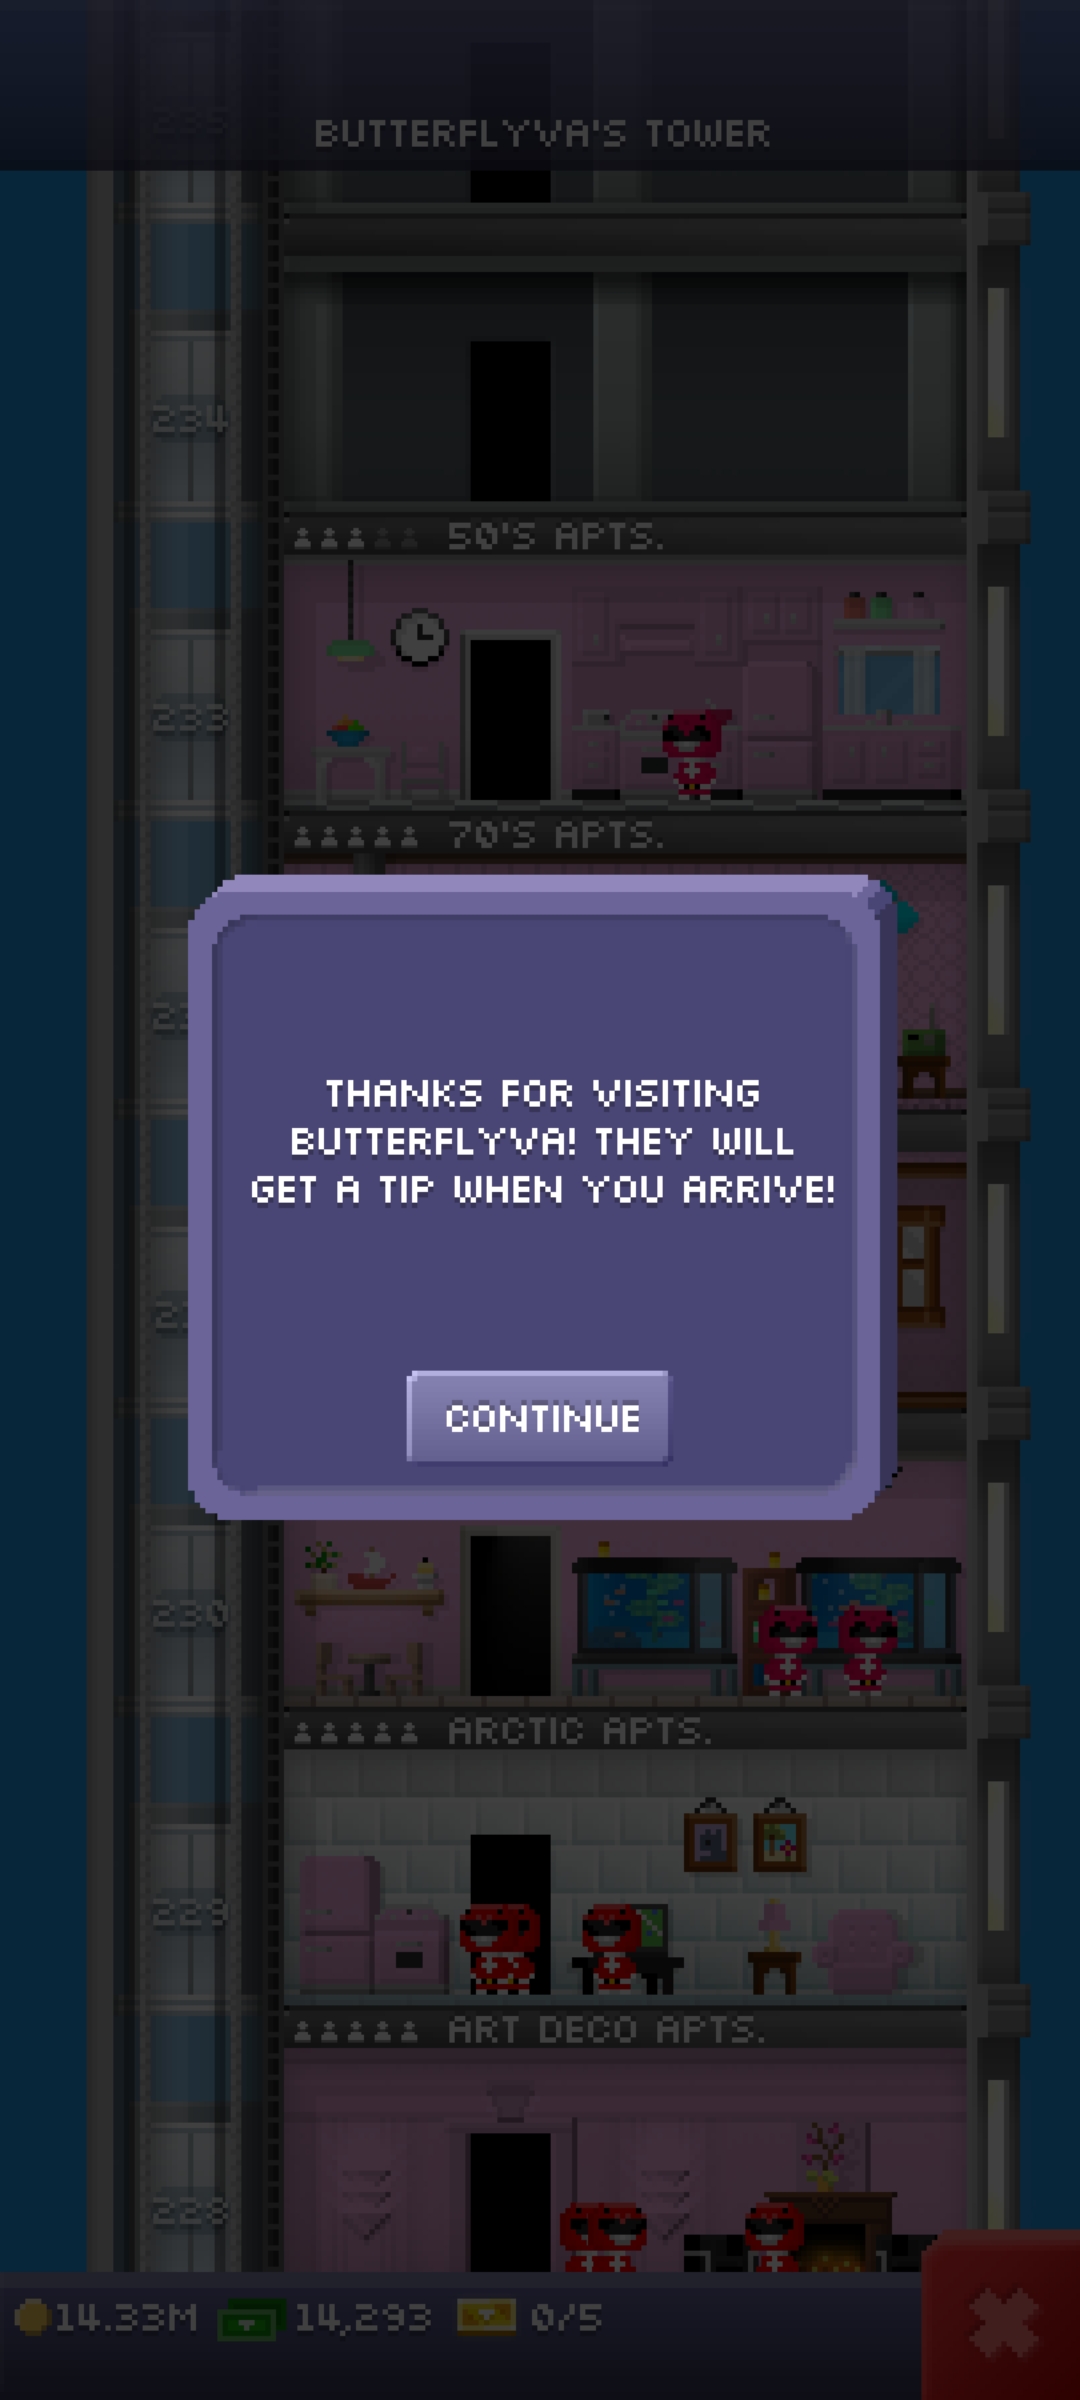 235
BUTTERFLYVA'S TOWER
234
50'S APTS.
233
70'S APTS.
THANKS FOR VISITING
BUTTERFLYVA! THEY WILL
GET A TIP WHEN YOU ARRIVE!
CONTINUE
230
ARCTIC APTS.
229
ART DECO APTS.
228
14.33M 14,293 0/5